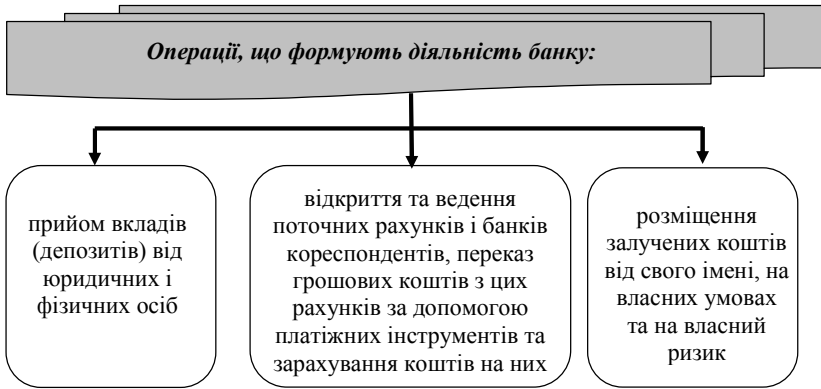 Операції, що формують діяльність банку:
прийом вкладів
(депозитів) від
юридичних і
фізичних осіб
відкриття та ведення
поточних рахунків і банків
кореспондентів, переказ
грошових коштів з цих
рахунків за допомогою
платіжних інструментів та
зарахування коштів на них
розміщення
залучених коштів
від свого імені, на
власних умовах
та на власний
ризик